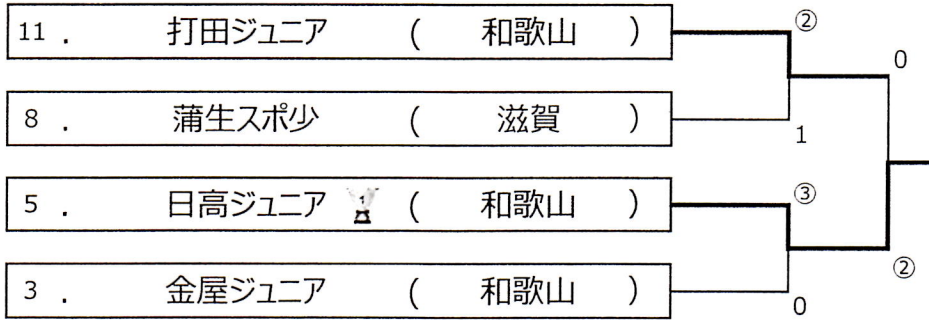 11 . 打田ジュニア ( 和歌山 )
②
0
8 . 蒲生スポ少 ( 滋賀 )
1
5 . 日高ジュニア 1 ( 和歌山 )
③
②
3 . 金屋ジュニア ( 和歌山 )
0